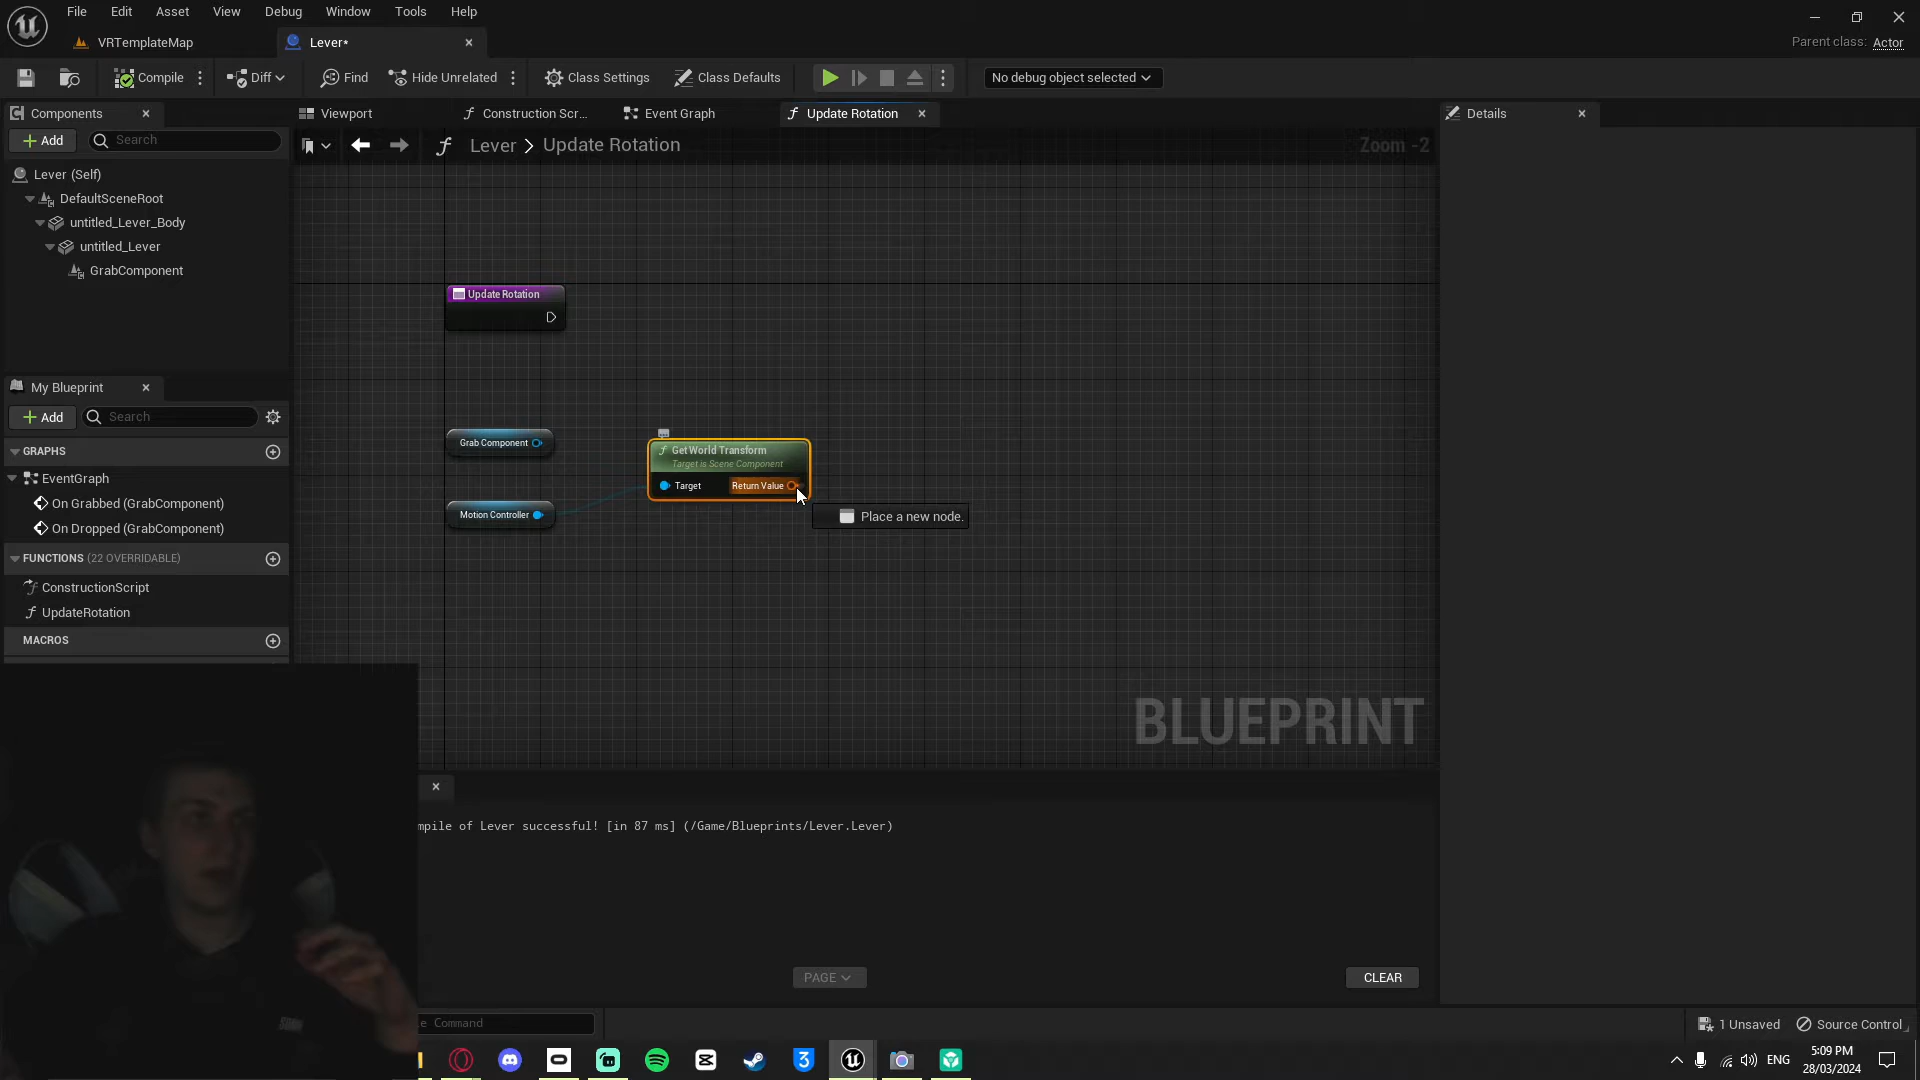 File Edit Asset View Debug Window Tools Help
VRTemplateMap
Lever*
Parent class: Actor
Compile
Diff
Find
Hide Unrelated
Class Settings
Class Defaults
No debug object selected
Components
Add
Search
Lever (Self)
DefaultSceneRoot
untitled_Lever_Body
untitled_Lever
GrabComponent
My Blueprint
Add
Search
GRAPHS
EventGraph
On Grabbed (GrabComponent)
On Dropped (GrabComponent)
FUNCTIONS (22 OVERRIDABLE)
ConstructionScript
UpdateRotation
MACROS
Viewport
Construction Scr...
Event Graph
Update Rotation
Lever > Update Rotation
Zoom -2
Update Rotation
Grab Component
Motion Controller
Get World Transform
Target is Scene Component
Target
Return Value
Place a new node.
BLUEPRINT
Details
mpile of Lever successful! [in 87 ms] (/Game/Blueprints/Lever.Lever)
PAGE
CLEAR
e Command
1 Unsaved
Source Control
ENG
5:09 PM
28/03/2024